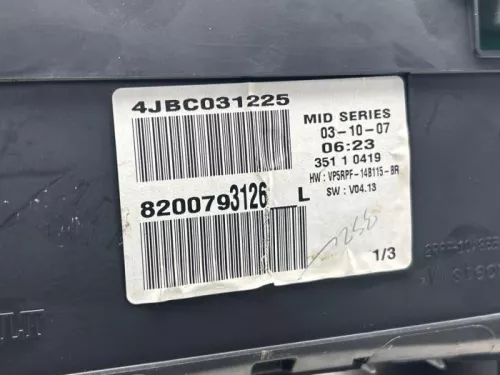 4JBC031225
MID SERIES
03-10-07
06:23
351 1 0419
HW : VP5RPF-14B115-BR
SW : V04.13
8200793126__L
1/3